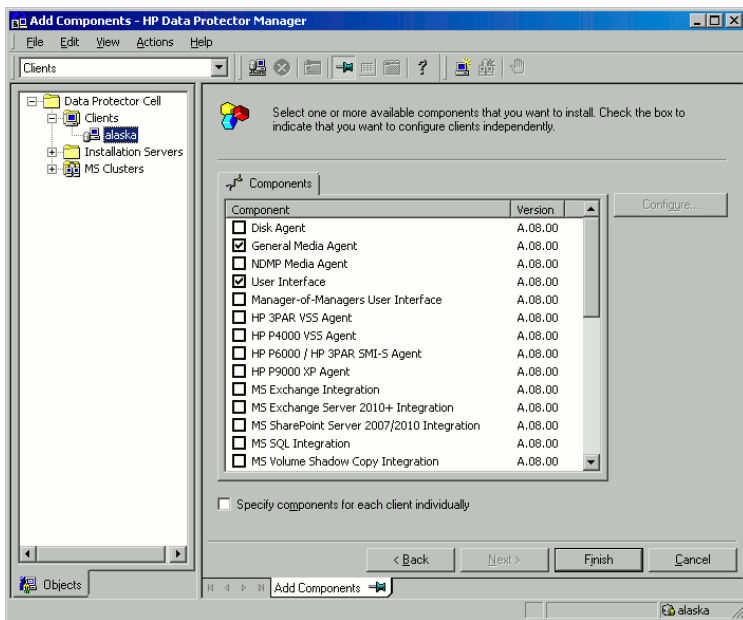 Add Components - HP Data Protector Manager
File Edit View Actions Help
Clients
Data Protector Cell
Clients
alaska
Installation Servers
MS Clusters
Select one or more available components that you want to install. Check the box to
indicate that you want to configure clients independently.
Components
Configure...
Component Version
Disk Agent A.08.00
General Media Agent A.08.00
NDMP Media Agent A.08.00
User Interface A.08.00
Manager-of-Managers User Interface A.08.00
HP 3PAR VSS Agent A.08.00
HP P4000 VSS Agent A.08.00
HP P6000 / HP 3PAR SMI-S Agent A.08.00
HP P9000 XP Agent A.08.00
MS Exchange Integration A.08.00
MS Exchange Server 2010+ Integration A.08.00
MS SharePoint Server 2007/2010 Integration A.08.00
MS SQL Integration A.08.00
MS Volume Shadow Copy Integration A.08.00
Specify components for each client individually
< Back Next > Finish Cancel
Objects
Add Components
alaska